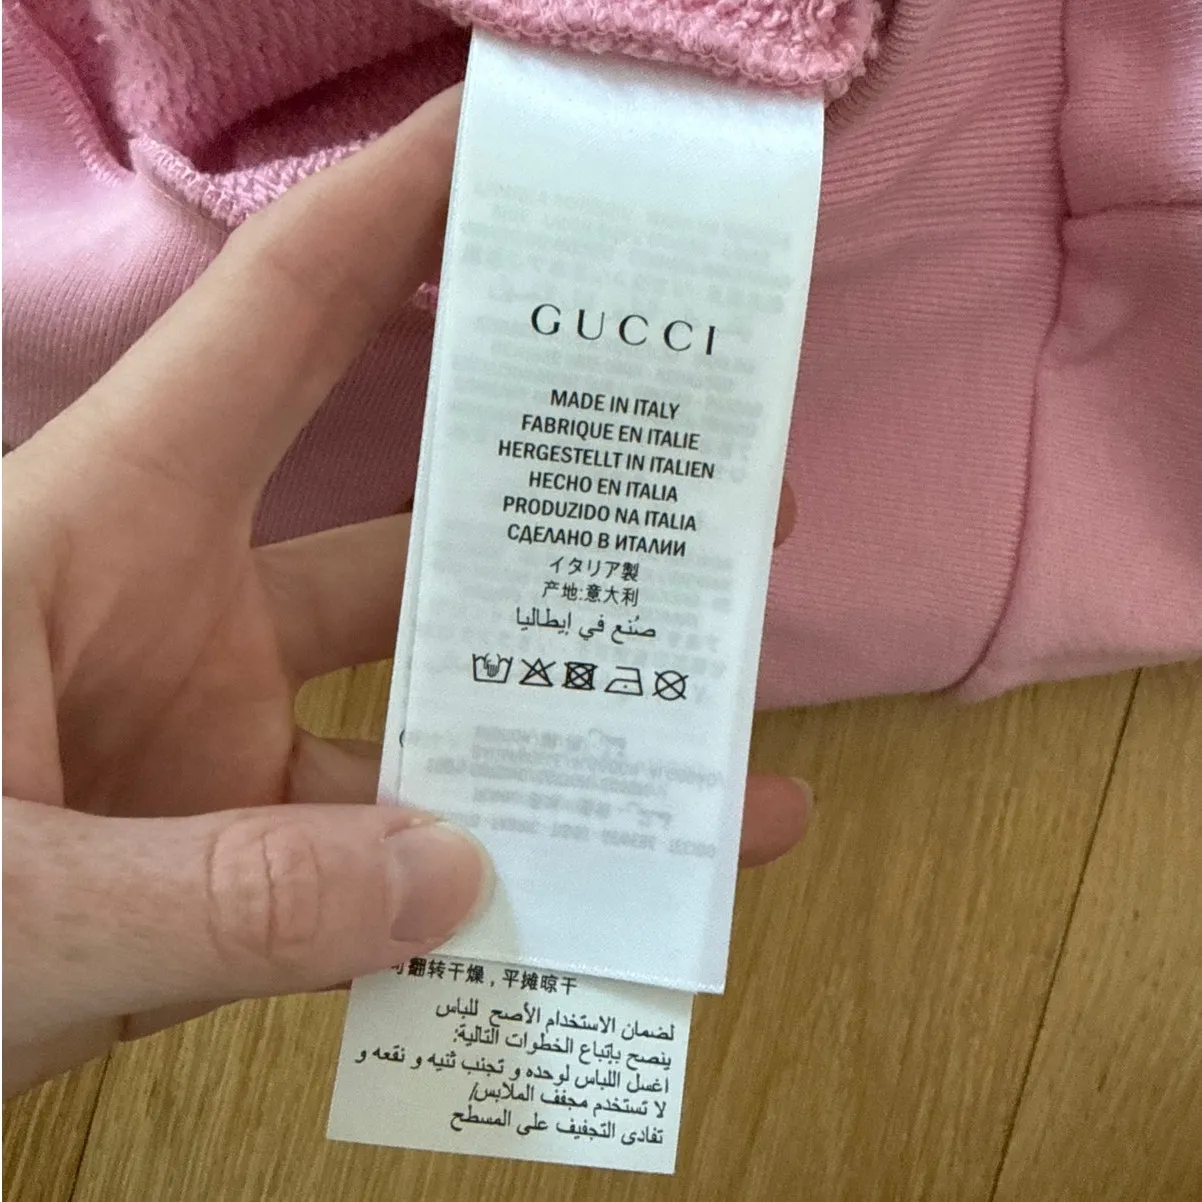 GUCCI
MADE IN ITALY
FABRIQUE EN ITALIE
HERGESTELLT IN ITALIEN
HECHO EN ITALIA
PRODUZIDO NA ITALIA
СДЕЛАНО В ИТАЛИИ
イタリア製
产地:意大利
صُنع في إيطاليا
可翻转干燥，平摊晾干
لضمان الاستخدام الأصح للباس
ينصح بإتباع الخطوات التالية:
اغسل اللباس لوحده و تجنب ثنيه و نقعه و
لا تستخدم مجفف الملابس/
تفادى التجفيف على المسطح